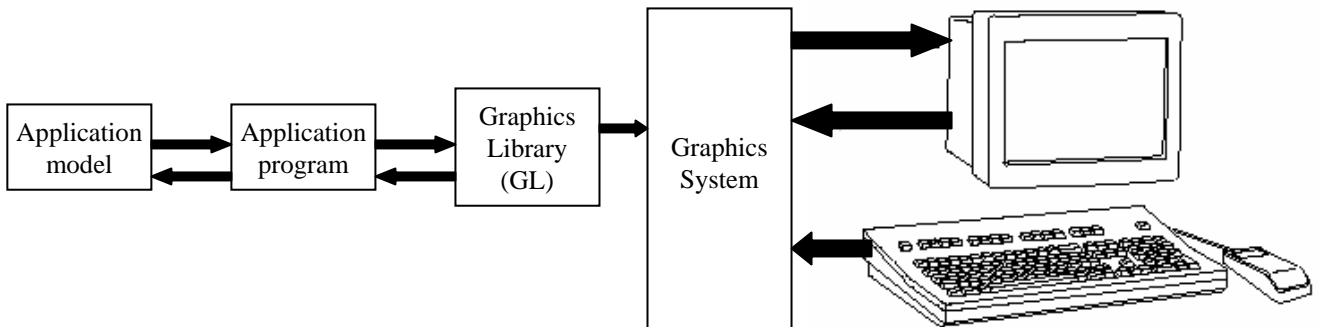 Application
model
Application
program
Graphics
Library
(GL)
Graphics
System